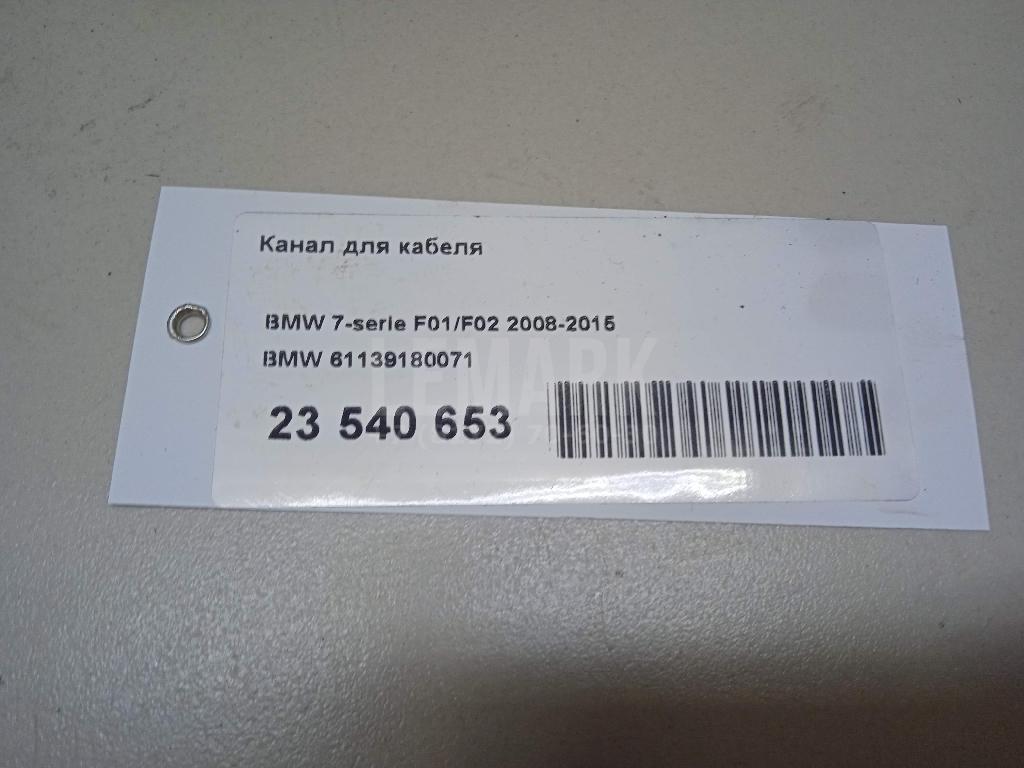 Канал для кабеля
BMW 7-serie F01/F02 2008-2015
BMW 61139180071
LEMARK
23 540 653